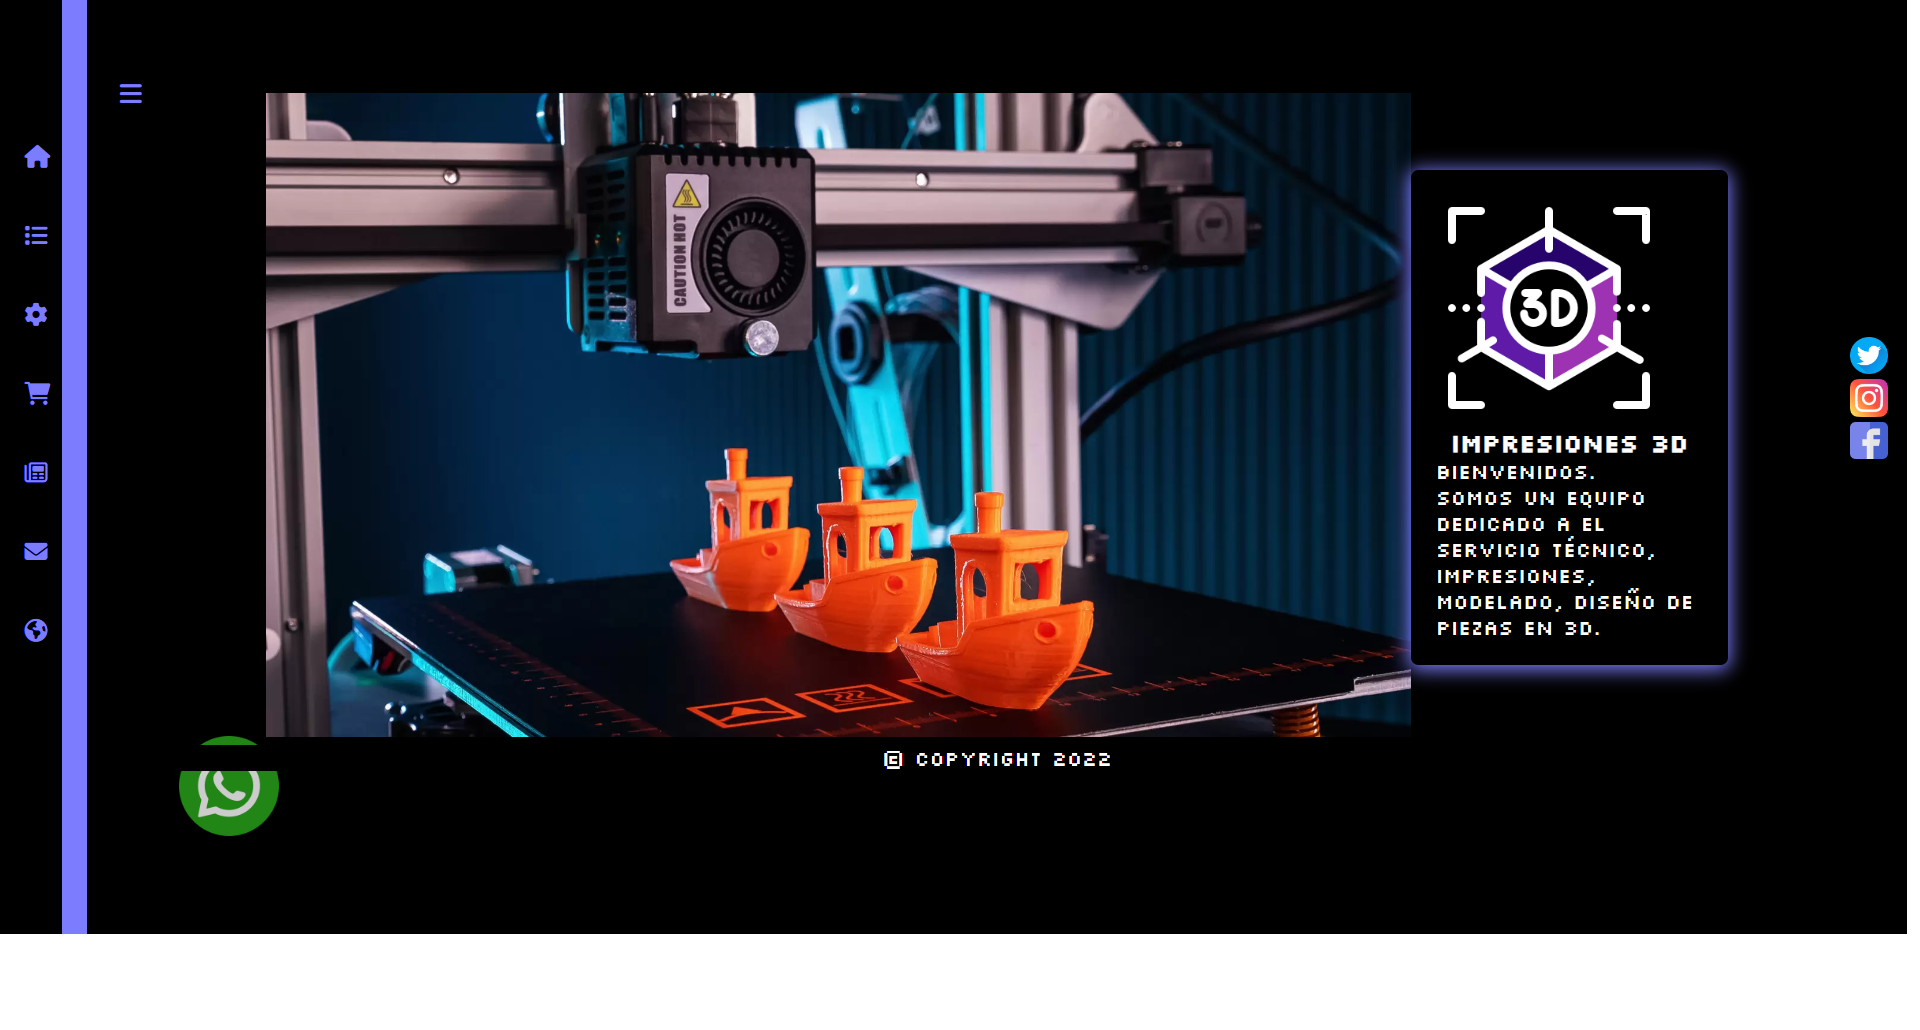 CAUTION HOT
3D
IMPRESIONES 3D
BIENVENIDOS.
SOMOS UN EQUIPO
DEDICADO A EL
SERVICIO TÉCNICO,
IMPRESIONES,
MODELADO, DISEÑO DE
PIEZAS EN 3D.
© COPYRIGHT 2022